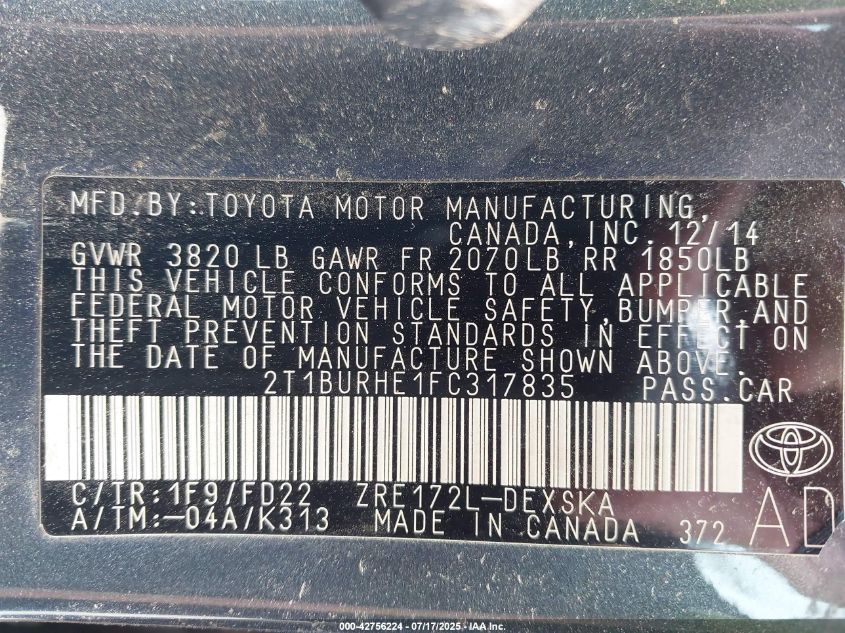 MFD.BY:TOYOTA MOTOR MANUFACTURING,
CANADA,INC. 12/14
GVWR 3820 LB GAWR FR 2070LB RR 1850LB
THIS VEHICLE CONFORMS TO ALL APPLICABLE
FEDERAL MOTOR VEHICLE SAFETY,BUMPER,AND
THEFT PREVENTION STANDARDS IN EFFECT ON
THE DATE OF MANUFACTURE SHOWN ABOVE.
2T1BURHE1FC317835 PASS.CAR
C/TR:1F9/FD22 ZRE172L-DEXSKA
A/TM:-04A/K313 MADE IN CANADA 372 AD
000-42756224 - 07/17/2025 - IAA Inc.